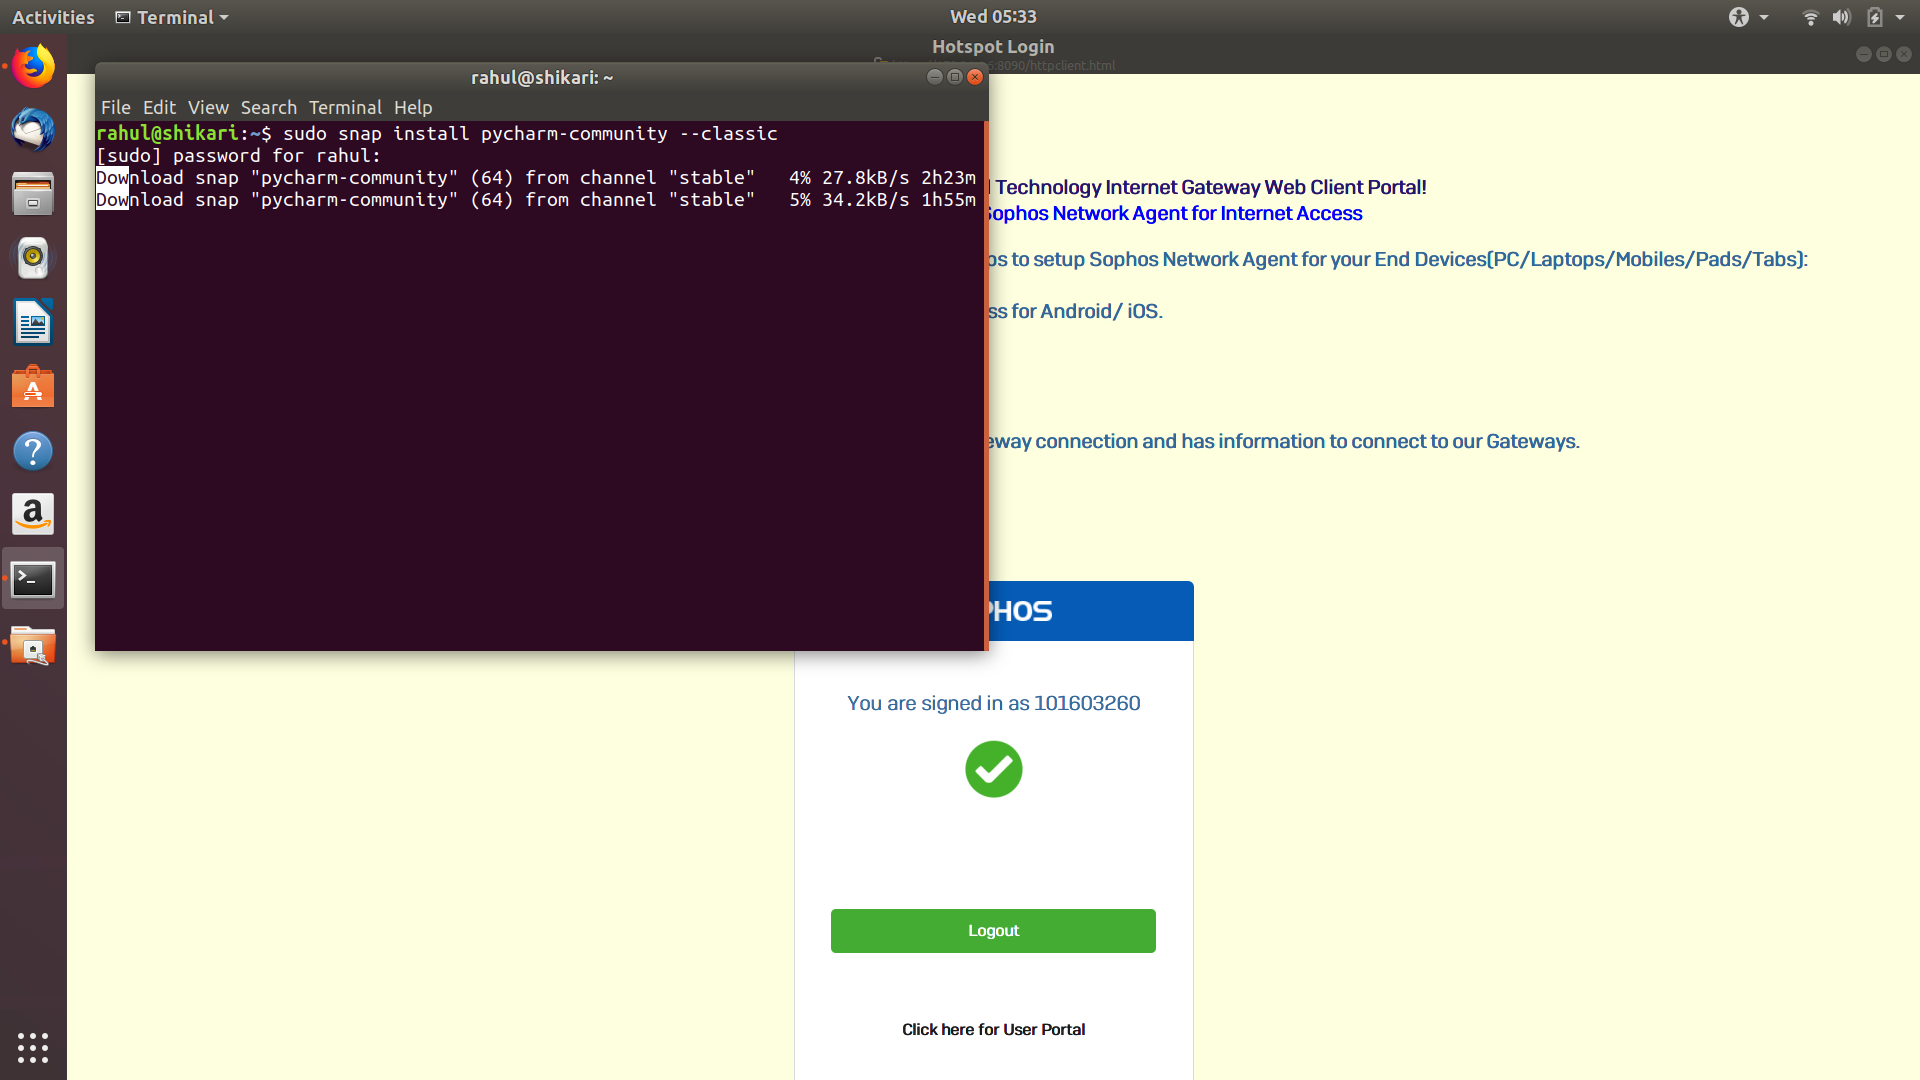 Activities Terminal Wed 05:33
Hotspot Login
:8090/httpclient.html
rahul@shikari: ~
File Edit View Search Terminal Help
rahul@shikari:~$ sudo snap install pycharm-community --classic
[sudo] password for rahul:
Download snap "pycharm-community" (64) from channel "stable" 4% 27.8kB/s 2h23m
Download snap "pycharm-community" (64) from channel "stable" 5% 34.2kB/s 1h55m
Technology Internet Gateway Web Client Portal!
Sophos Network Agent for Internet Access
to setup Sophos Network Agent for your End Devices(PC/Laptops/Mobiles/Pads/Tabs):
for Android/ iOS.
connection and has information to connect to our Gateways.
PHOS
You are signed in as 101603260
Logout
Click here for User Portal